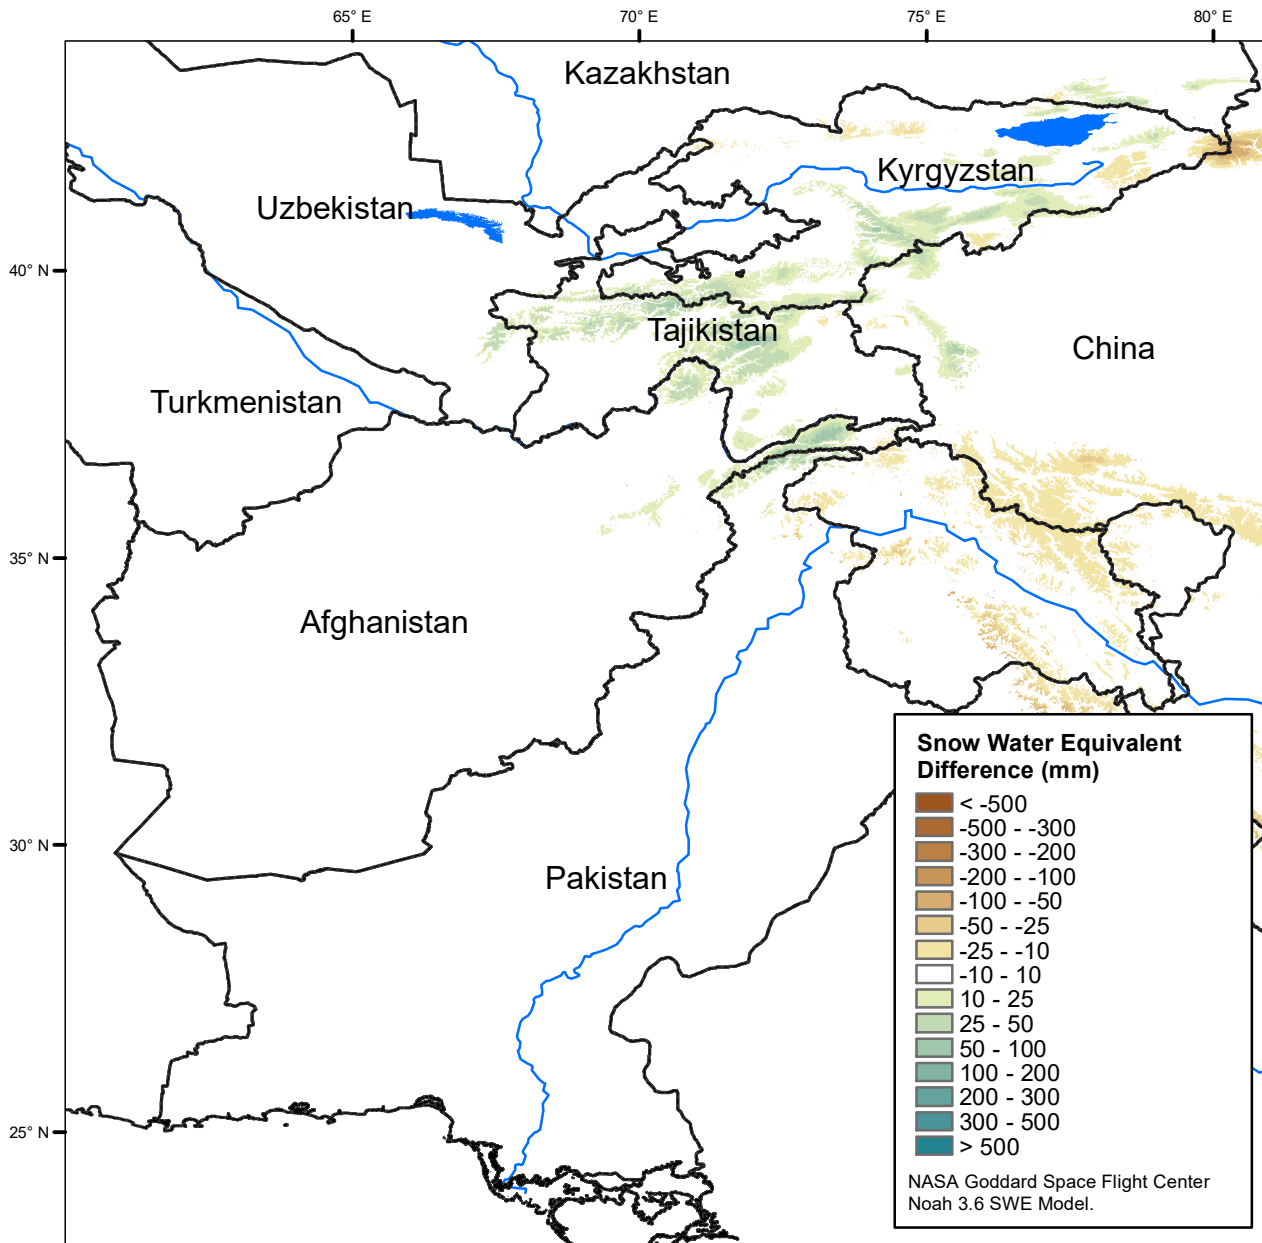 65° E
70° E
75° E
80° E
Kazakhstan
Kyrgyzstan
Uzbekistan
40° N
Tajikistan
China
Turkmenistan
35° N
Afghanistan
30° N
Pakistan
25° N
Snow Water Equivalent
Difference (mm)
< -500
-500 - -300
-300 - -200
-200 - -100
-100 - -50
-50 - -25
-25 - -10
-10 - 10
10 - 25
25 - 50
50 - 100
100 - 200
200 - 300
300 - 500
> 500
NASA Goddard Space Flight Center
Noah 3.6 SWE Model.